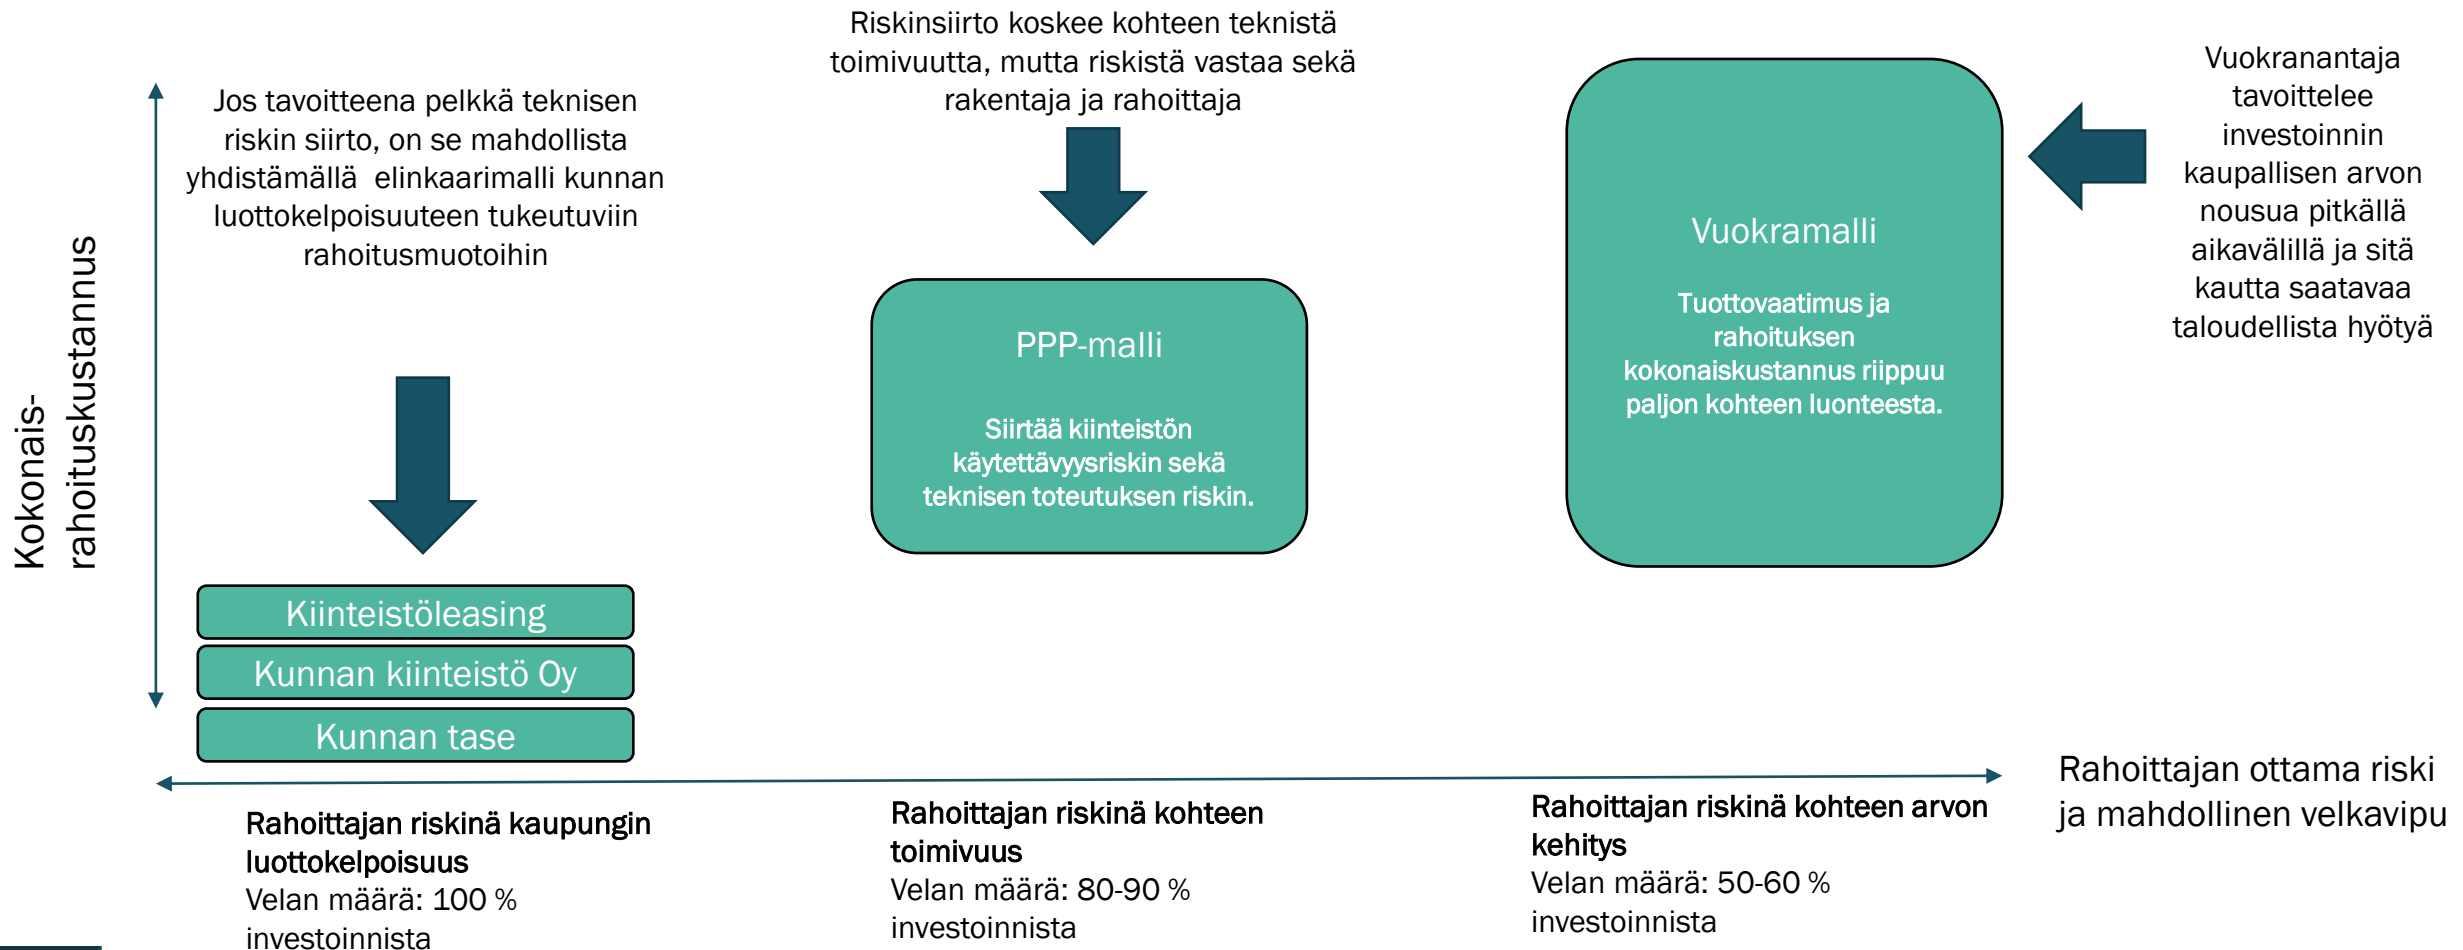 Kokonais-
rahoituskustannus
Jos tavoitteena pelkkä teknisen
riskin siirto, on se mahdollista
yhdistämällä elinkaarimalli kunnan
luottokelpoisuuteen tukeutuviin
rahoitusmuotoihin
Kiinteistöleasing
Kunnan kiinteistö Oy
Kunnan tase
Riskinsiirto koskee kohteen teknistä
toimivuutta, mutta riskistä vastaa sekä
rakentaja ja rahoittaja
PPP-malli
Siirtää kiinteistön
käytettävyysriskin sekä
teknisen toteutuksen riskin.
Vuokramalli
Tuottovaatimus ja
rahoituksen
kokonaiskustannus riippuu
paljon kohteen luonteesta.
Vuokranantaja
tavoittelee
investoinnin
kaupallisen arvon
nousua pitkällä
aikavälillä ja sitä
kautta saatavaa
taloudellista hyötyä
Rahoittajan riskinä kaupungin
luottokelpoisuus
Velan määrä: 100 %
investoinnista
Rahoittajan riskinä kohteen
toimivuus
Velan määrä: 80-90 %
investoinnista
Rahoittajan riskinä kohteen arvon
kehitys
Velan määrä: 50-60 %
investoinnista
Rahoittajan ottama riski
ja mahdollinen velkavipu